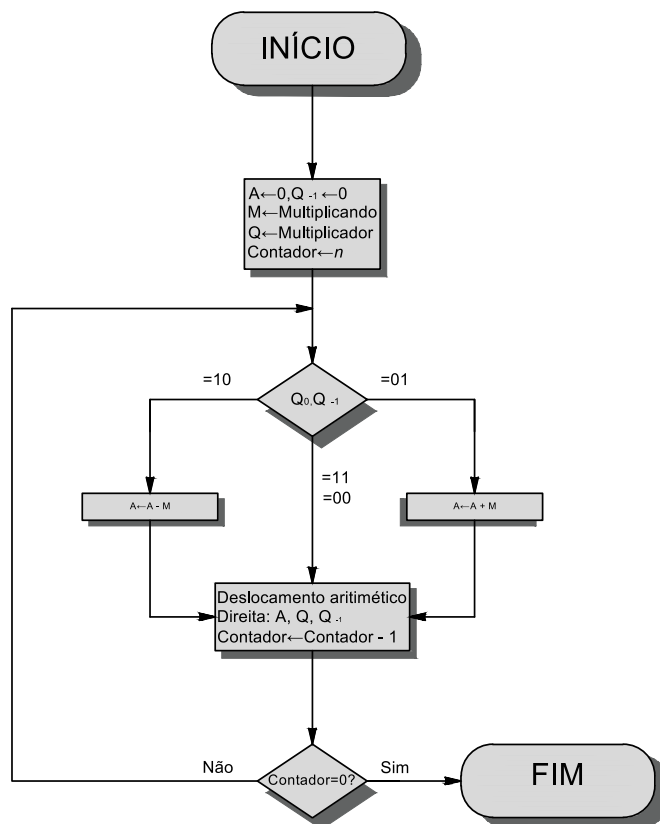 INÍCIO
A←0,Q -1 ←0
M←Multiplicando
Q←Multiplicador
Contador←n
=10
Q0,Q -1
=01
=11
=00
A←A - M
A←A + M
Deslocamento aritimético
Direita: A, Q, Q -1
Contador←Contador - 1
Não
Contador=0?
Sim
FIM